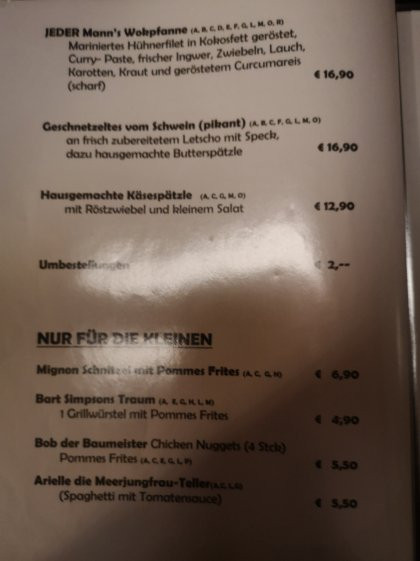 JEDER Mann's Wokpfanne (A, B, C, D, E, F, G, L, M, O, R)
Mariniertes Hühnerfilet in Kokosfett geröstet,
Curry- Paste, frischer Ingwer, Zwiebeln, Lauch,
Karotten, Kraut und geröstetem Curcumareis
(scharf) € 16,90
Geschnetzeltes vom Schwein (pikant) (A, B, C, F, G, L, M, O)
an frisch zubereitetem Letscho mit Speck,
dazu hausgemachte Butterspätzle € 16,90
Hausgemachte Käsespätzle (A, C, G, M, O)
mit Röstzwiebel und kleinem Salat € 12,90
Umbestellungen € 2,--
NUR FÜR DIE KLEINEN
Mignon Schnitzel mit Pommes Frites (A, C, G, H) € 6,90
Bart Simpsons Traum (A, E, G, H, L, M)
1 Grillwürstel mit Pommes Frites € 4,90
Bob der Baumeister Chicken Nuggets (4 Stck)
Pommes Frites (A, C, E, G, L, P) € 5,50
Arielle die Meerjungfrau-Teller (A, C, L, O)
(Spaghetti mit Tomatensauce) € 5,50